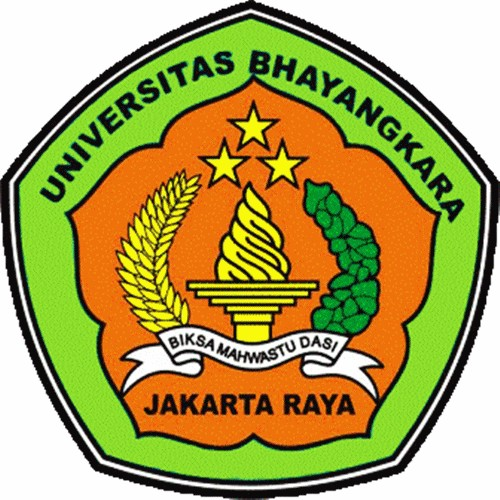 UNIVERSITAS BHAYANGKARA
BIKSA MAHWASTU DASI
JAKARTA RAYA